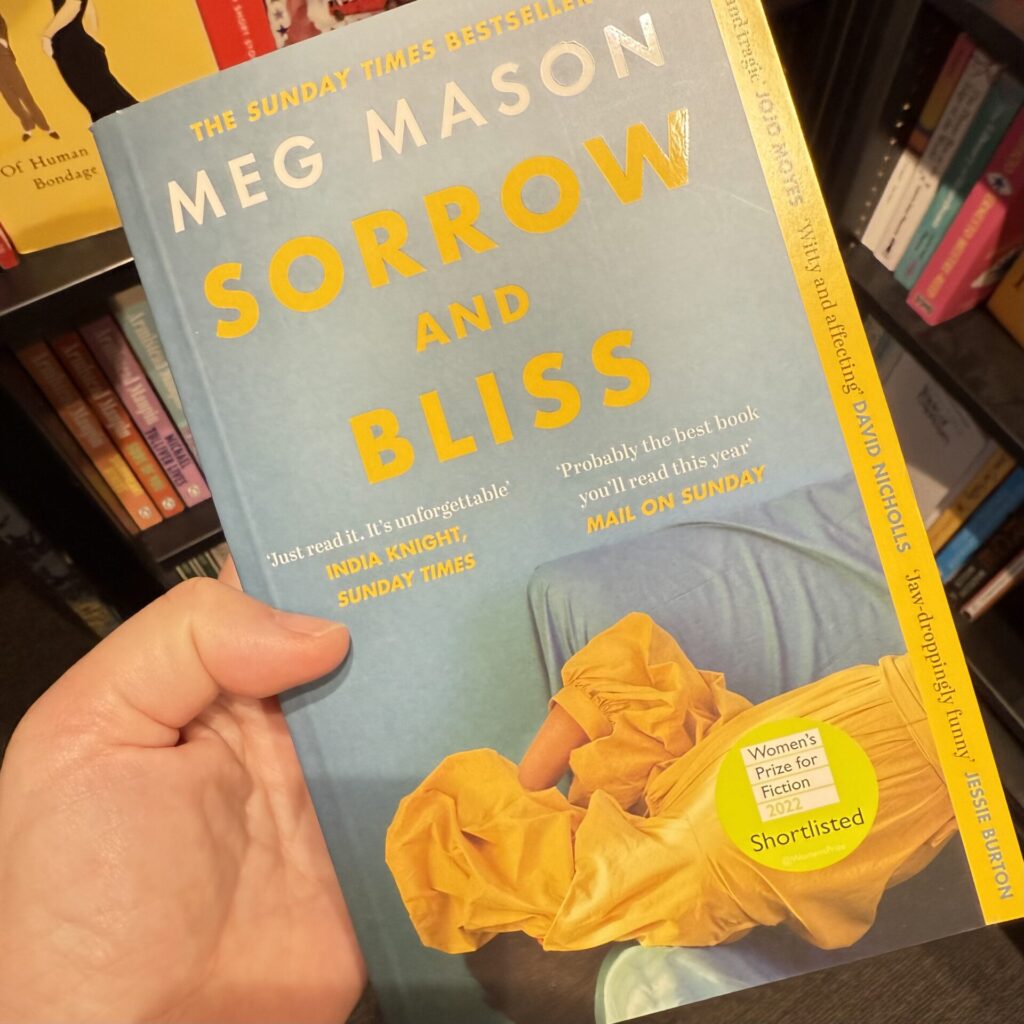 THE SUNDAY TIMES BESTSELLER
MEG MASON
SORROW
AND
BLISS
'Just read it. It's unforgettable'
INDIA KNIGHT,
SUNDAY TIMES
'Probably the best book
you'll read this year'
MAIL ON SUNDAY
Women's
Prize for
Fiction
2022
Shortlisted
@WomensPrize
and tragic' JOJO MOYES
'Witty and affecting' DAVID NICHOLLS
'Jaw-droppingly funny' JESSIE BURTON
Of Human
Bondage
SHORT